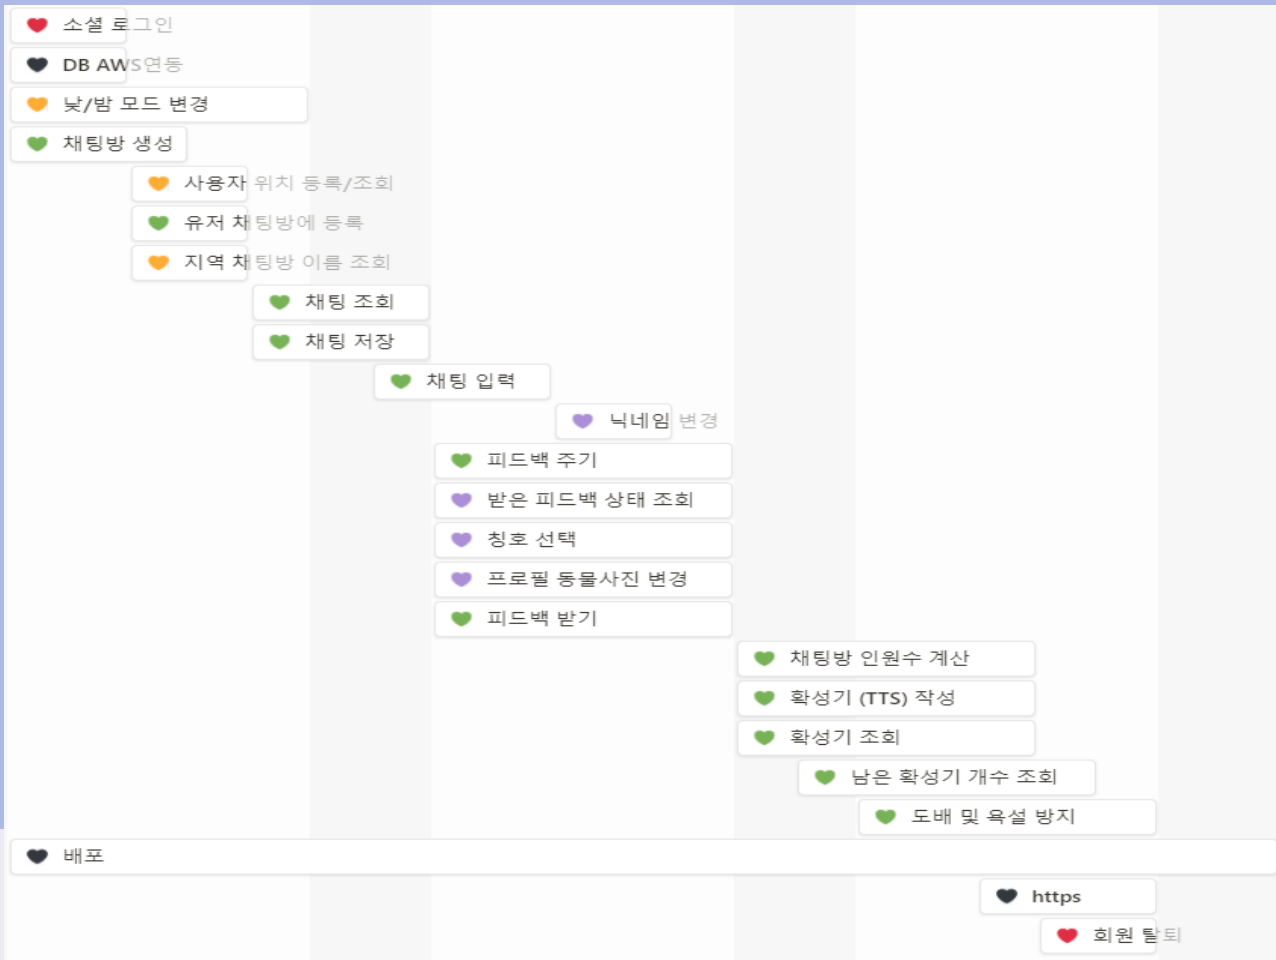 소셜 로그인
DB AWS연동
낮/밤 모드 변경
채팅방 생성
사용자 위치 등록/조회
유저 채팅방에 등록
지역 채팅방 이름 조회
채팅 조회
채팅 저장
채팅 입력
닉네임 변경
피드백 주기
받은 피드백 상태 조회
칭호 선택
프로필 동물사진 변경
피드백 받기
채팅방 인원수 계산
확성기 (TTS) 작성
확성기 조회
남은 확성기 개수 조회
도배 및 욕설 방지
배포
https
회원 탈퇴